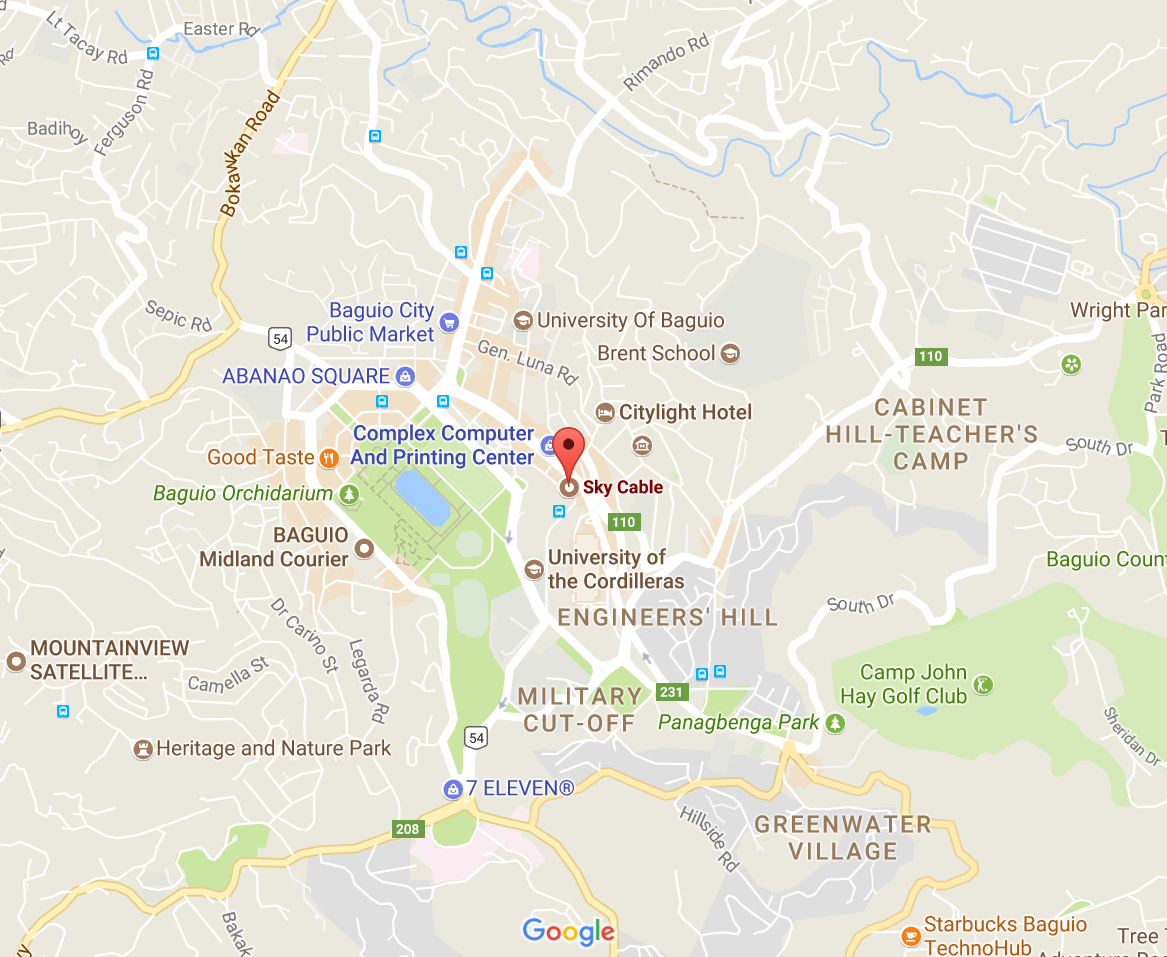 Lt Tacay Rd
Easter Rd
Rimando Rd
Ferguson Rd
Badihoy
Bokawkan Road
Sepic Rd
54
Baguio City
Public Market
University Of Baguio
Gen. Luna Rd
Brent School
110
Wright Par
Park Road
ABANAO SQUARE
Citylight Hotel
CABINET
HILL-TEACHER'S
CAMP
South Dr
Complex Computer
And Printing Center
Good Taste
Sky Cable
Baguio Orchidarium
110
BAGUIO
Midland Courier
University of
the Cordilleras
Baguio Coun
ENGINEERS' HILL
South Dr
Dr Carino St
Legarda Rd
Camella St
MOUNTAINVIEW
SATELLITE...
Camp John
Hay Golf Club
MILITARY
CUT-OFF
231
Panagbenga Park
Sheridan Dr
54
Heritage and Nature Park
7 ELEVEN®
208
Hillside Rd
GREENWATER
VILLAGE
Bakak
Google
Starbucks Baguio
TechnoHub
Tree T